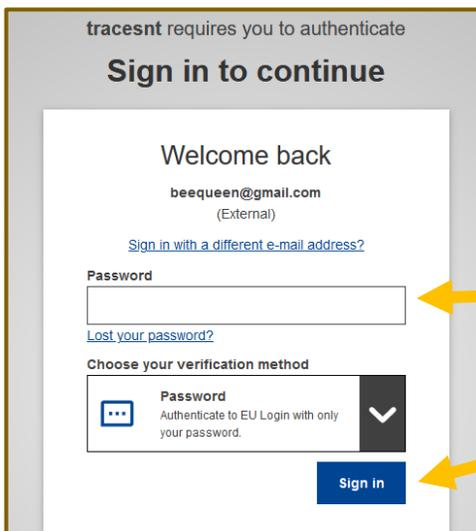 tracesnt requires you to authenticate
Sign in to continue
Welcome back
beequeen@gmail.com
(External)
Sign in with a different e-mail address?
Password
Lost your password?
Choose your verification method
Password
Authenticate to EU Login with only
your password.
Sign in